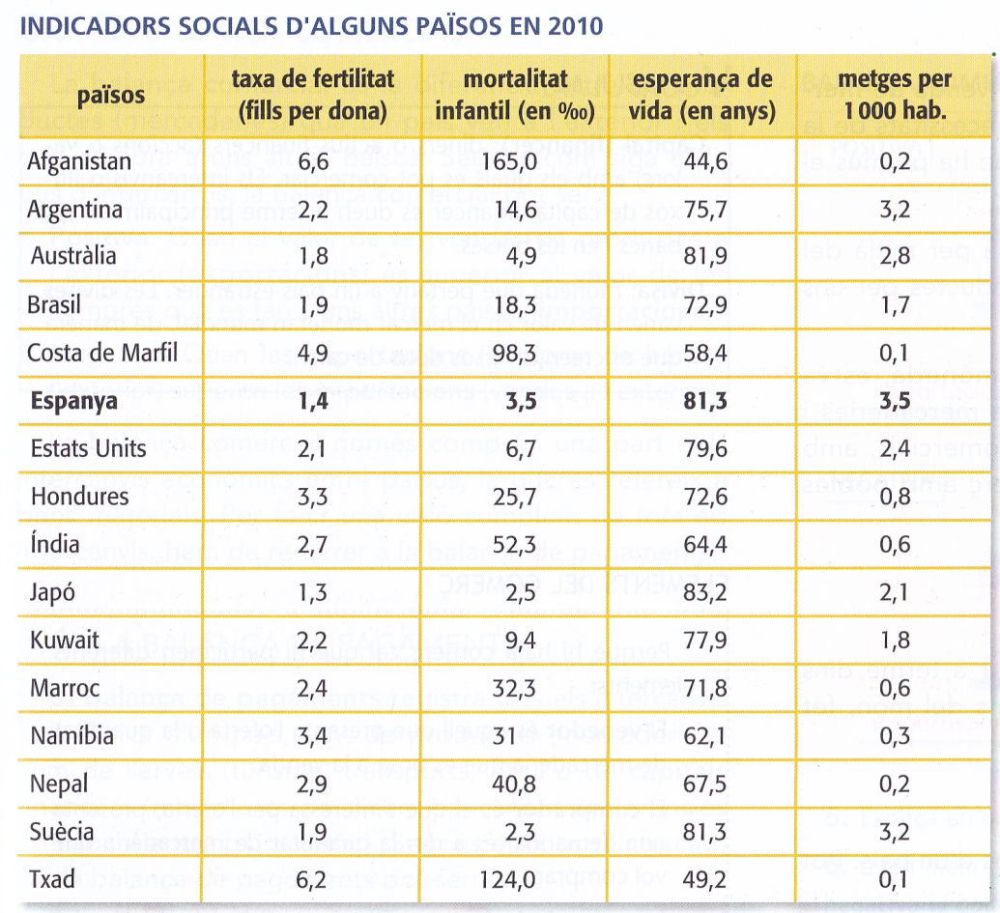 INDICADORS SOCIALS D'ALGUNS PAÏSOS EN 2010
països taxa de fertilitat (fills per dona) mortalitat infantil (en ‰) esperança de vida (en anys) metges per 1 000 hab.
Afganistan 6,6 165,0 44,6 0,2
Argentina 2,2 14,6 75,7 3,2
Austràlia 1,8 4,9 81,9 2,8
Brasil 1,9 18,3 72,9 1,7
Costa de Marfil 4,9 98,3 58,4 0,1
Espanya 1,4 3,5 81,3 3,5
Estats Units 2,1 6,7 79,6 2,4
Hondures 3,3 25,7 72,6 0,8
Índia 2,7 52,3 64,4 0,6
Japó 1,3 2,5 83,2 2,1
Kuwait 2,2 9,4 77,9 1,8
Marroc 2,4 32,3 71,8 0,6
Namíbia 3,4 31 62,1 0,3
Nepal 2,9 40,8 67,5 0,2
Suècia 1,9 2,3 81,3 3,2
Txad 6,2 124,0 49,2 0,1